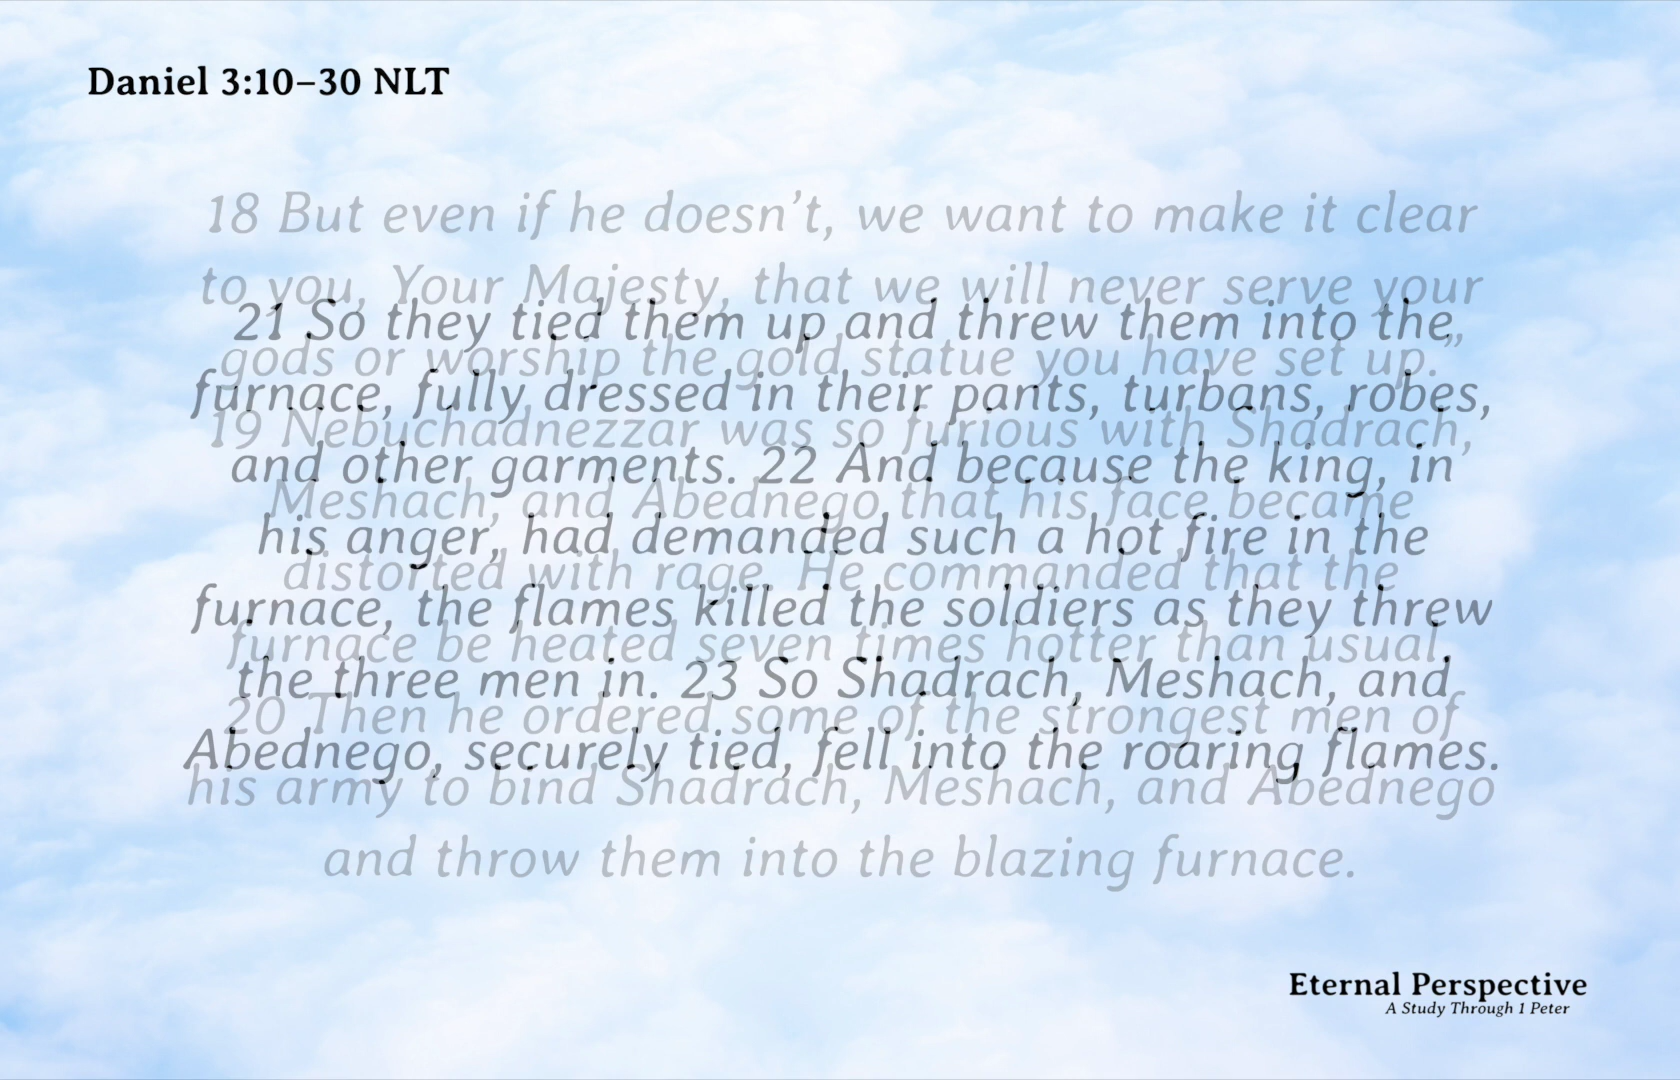 Daniel 3:10–30 NLT
18 But even if he doesn’t, we want to make it clear
to you, Your Majesty, that we will never serve your
gods or worship the gold statue you have set up.”
19 Nebuchadnezzar was so furious with Shadrach,
Meshach, and Abednego that his face became
distorted with rage. He commanded that the
furnace be heated seven times hotter than usual.
20 Then he ordered some of the strongest men of
his army to bind Shadrach, Meshach, and Abednego
and throw them into the blazing furnace.
21 So they tied them up and threw them into the
furnace, fully dressed in their pants, turbans, robes,
and other garments. 22 And because the king, in
his anger, had demanded such a hot fire in the
furnace, the flames killed the soldiers as they threw
the three men in. 23 So Shadrach, Meshach, and
Abednego, securely tied, fell into the roaring flames.
Eternal Perspective
A Study Through 1 Peter